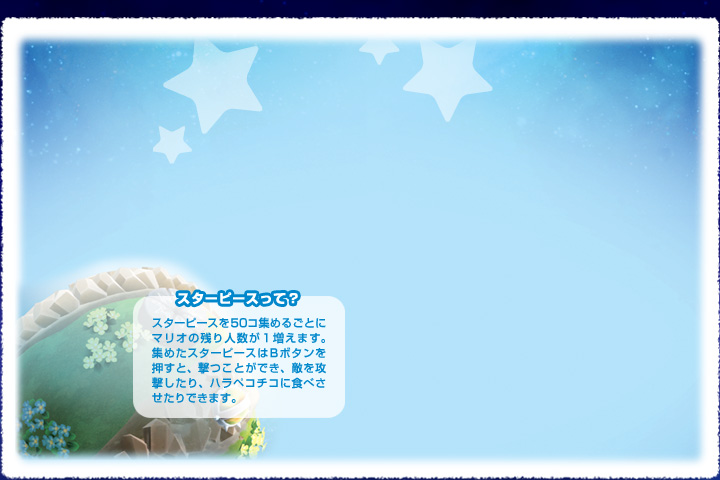 スターピースって？
スターピースを50コ集めるごとに
マリオの残り人数が１増えます。
集めたスターピースはBボタンを
押すと、撃つことができ、敵を攻
撃したり、ハラペコチコに食べさ
せたりできます。